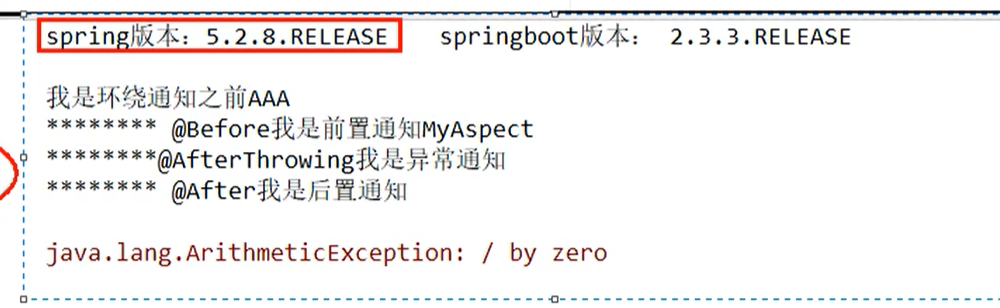 spring版本：5.2.8.RELEASE springboot版本： 2.3.3.RELEASE
我是环绕通知之前AAA
******** @Before我是前置通知MyAspect
********@AfterThrowing我是异常通知
******** @After我是后置通知
java.lang.ArithmeticException: / by zero